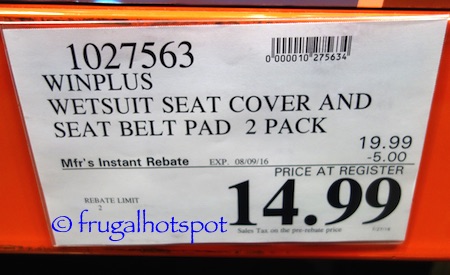 1027563
0 000010 275634
WINPLUS
WETSUIT SEAT COVER AND
SEAT BELT PAD 2 PACK
19.99
Mfr's Instant Rebate EXP. 08/09/16 -5.00
PRICE AT REGISTER
REBATE LIMIT
2
14.99
© frugalhotspot
Sales Tax on the pre-rebate price